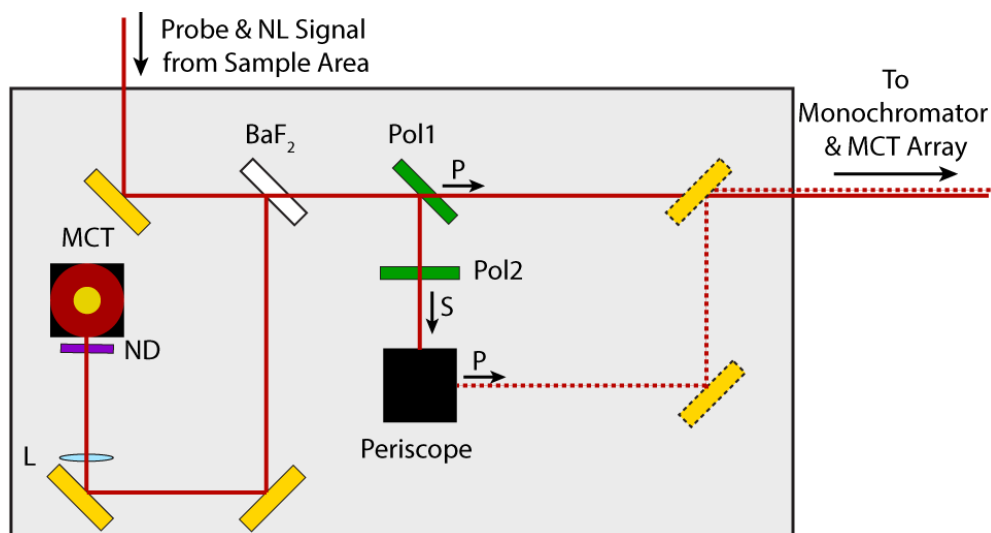 Probe & NL Signal
from Sample Area
To
Monochromator
& MCT Array
BaF₂
Pol1
P
MCT
Pol2
S
ND
P
L
Periscope